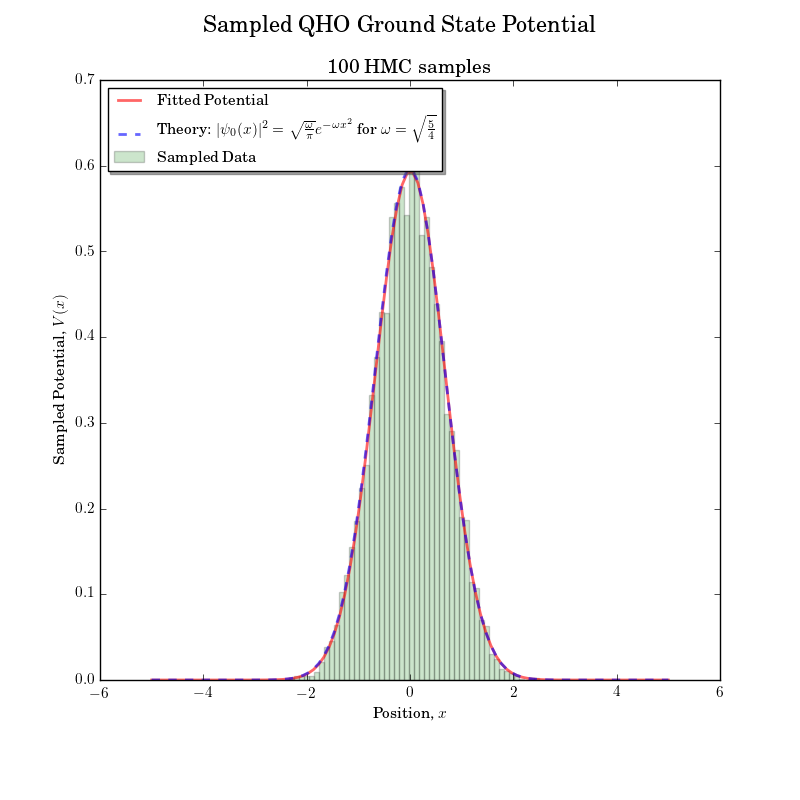 Sampled QHO Ground State Potential
100 HMC samples
Fitted Potential
Theory: |ψ₀(x)|² = √(ω/π) e^{−ωx²} for ω = √(5/4)
Sampled Data
0.7
0.6
0.5
0.4
0.3
0.2
0.1
0.0
Sampled Potential, V(x)
−6 −4 −2 0 2 4 6
Position, x